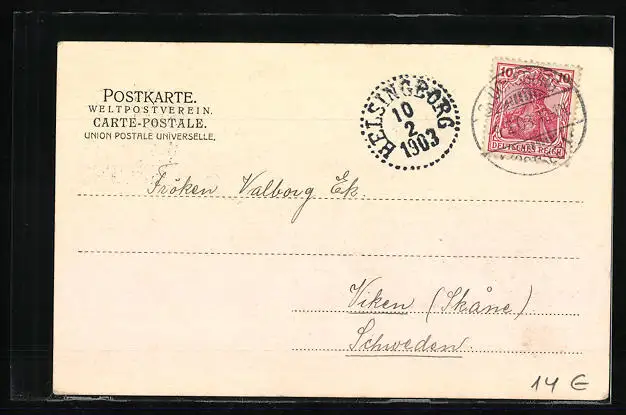 POSTKARTE.
WELTPOSTVEREIN.
CARTE-POSTALE.
UNION POSTALE UNIVERSELLE.
HELSINGBORG
10
2
1903
10 10
DEUTSCHES REICH
Fröken Valborg Ek.
Viken (Skåne)
Schweden
14 €